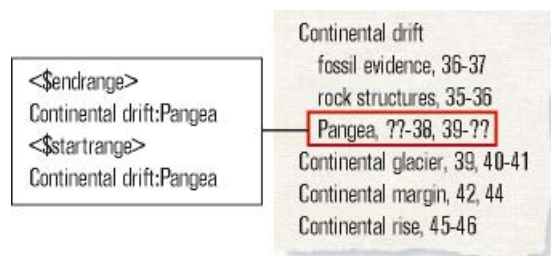 <$endrange>
Continental drift:Pangea
<$startrange>
Continental drift:Pangea
Continental drift
fossil evidence, 36-37
rock structures, 35-36
Pangea, ??-38, 39-??
Continental glacier, 39, 40-41
Continental margin, 42, 44
Continental rise, 45-46